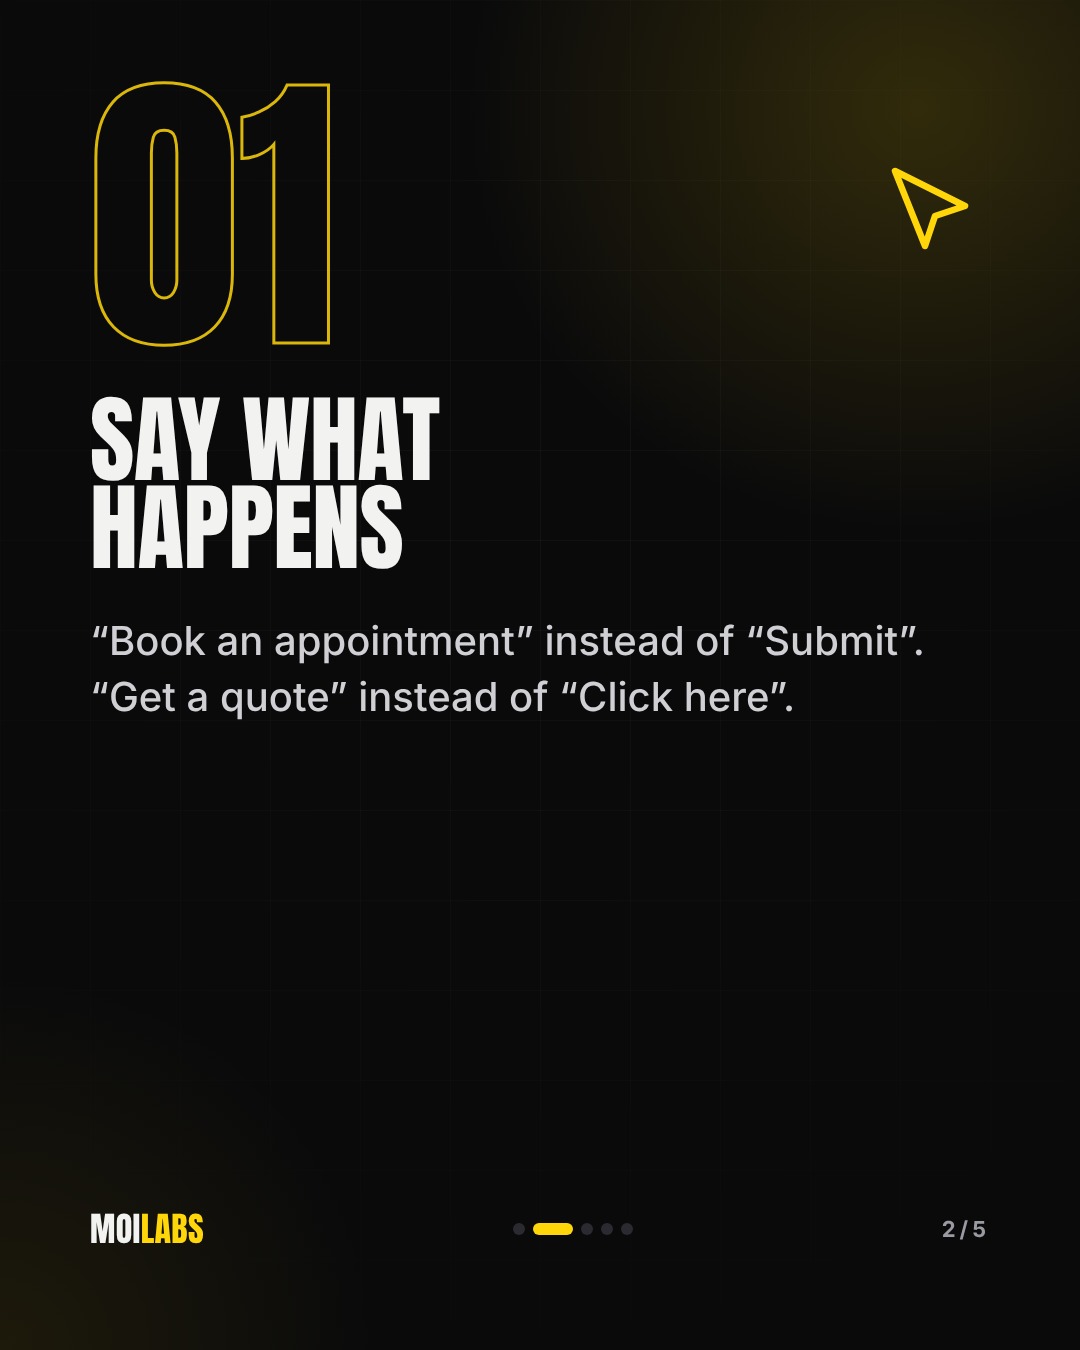 01
SAY WHAT
HAPPENS
“Book an appointment” instead of “Submit”.
“Get a quote” instead of “Click here”.
MOILABS
2 / 5